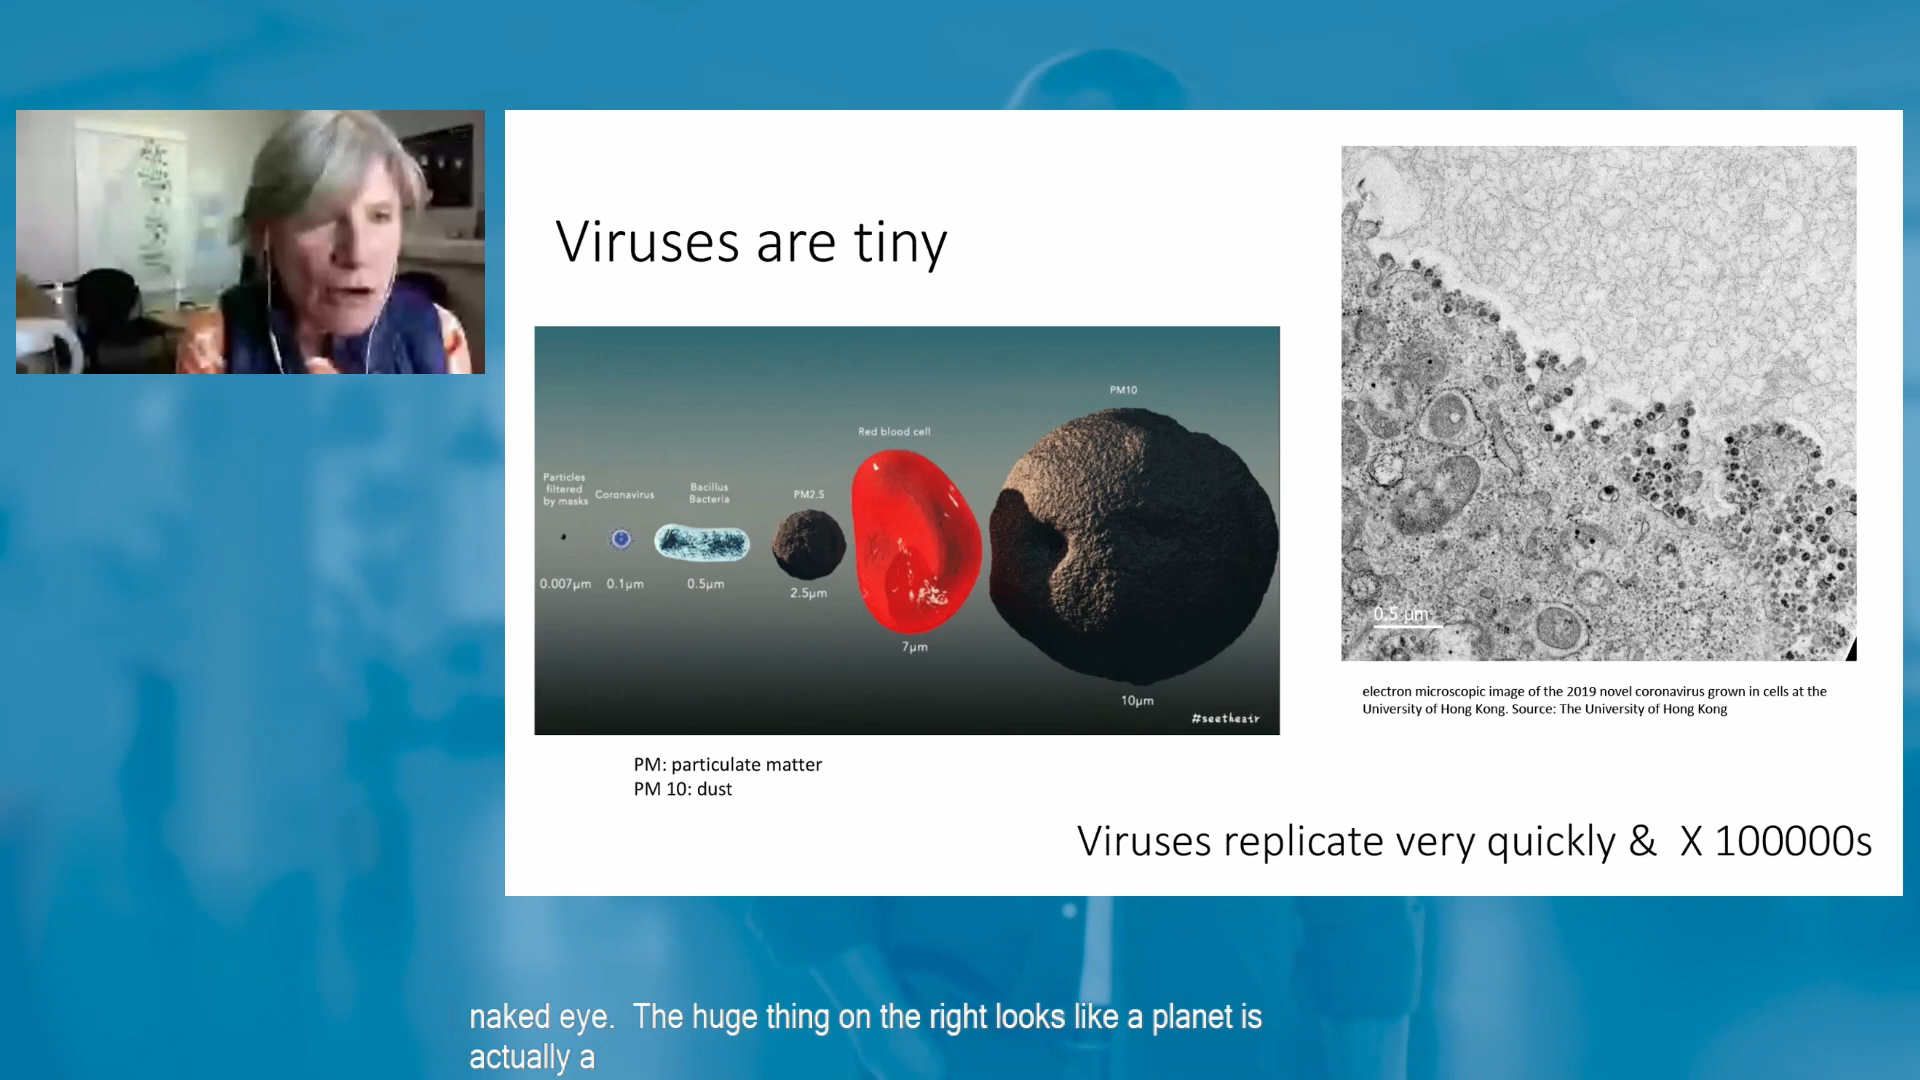 Viruses are tiny
PM10
Red blood cell
Particles
filtered
by masks
Coronavirus
Bacillus
Bacteria
PM2.5
0.007µm
0.1µm
0.5µm
2.5µm
7µm
10µm
#seetheair
PM: particulate matter
PM 10: dust
0.5 µm
electron microscopic image of the 2019 novel coronavirus grown in cells at the
University of Hong Kong. Source: The University of Hong Kong
Viruses replicate very quickly &  X 100000s
naked eye.  The huge thing on the right looks like a planet is
actually a